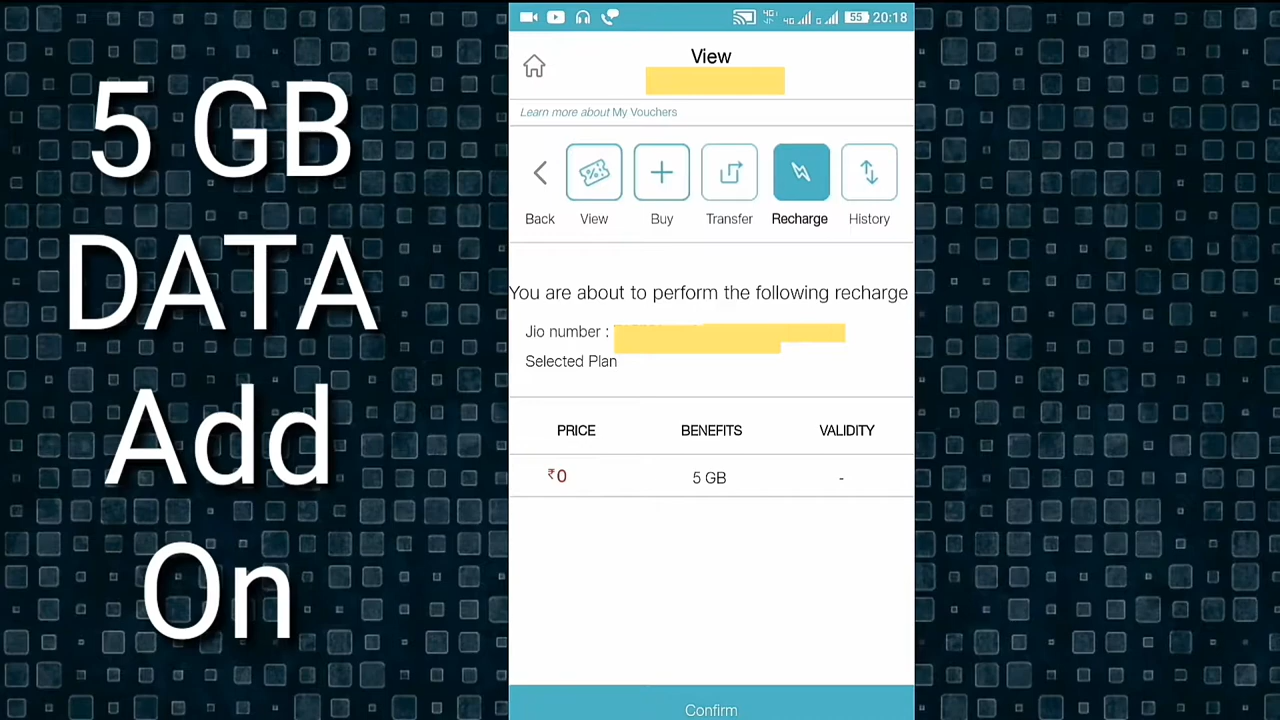 5 GB
DATA
Add
On
55 20:18
View
Learn more about My Vouchers
Back View Buy Transfer Recharge History
You are about to perform the following recharge
Jio number :
Selected Plan
PRICE BENEFITS VALIDITY
₹0 5 GB -
Confirm